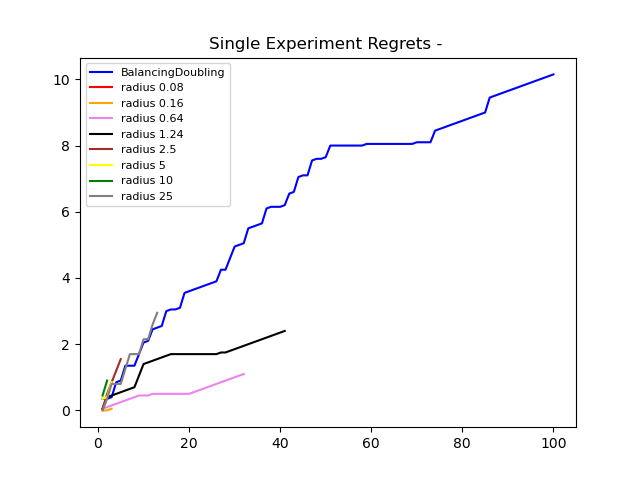 Single Experiment Regrets -
BalancingDoubling
radius 0.08
radius 0.16
radius 0.64
radius 1.24
radius 2.5
radius 5
radius 10
radius 25
10
8
6
4
2
0
0 20 40 60 80 100